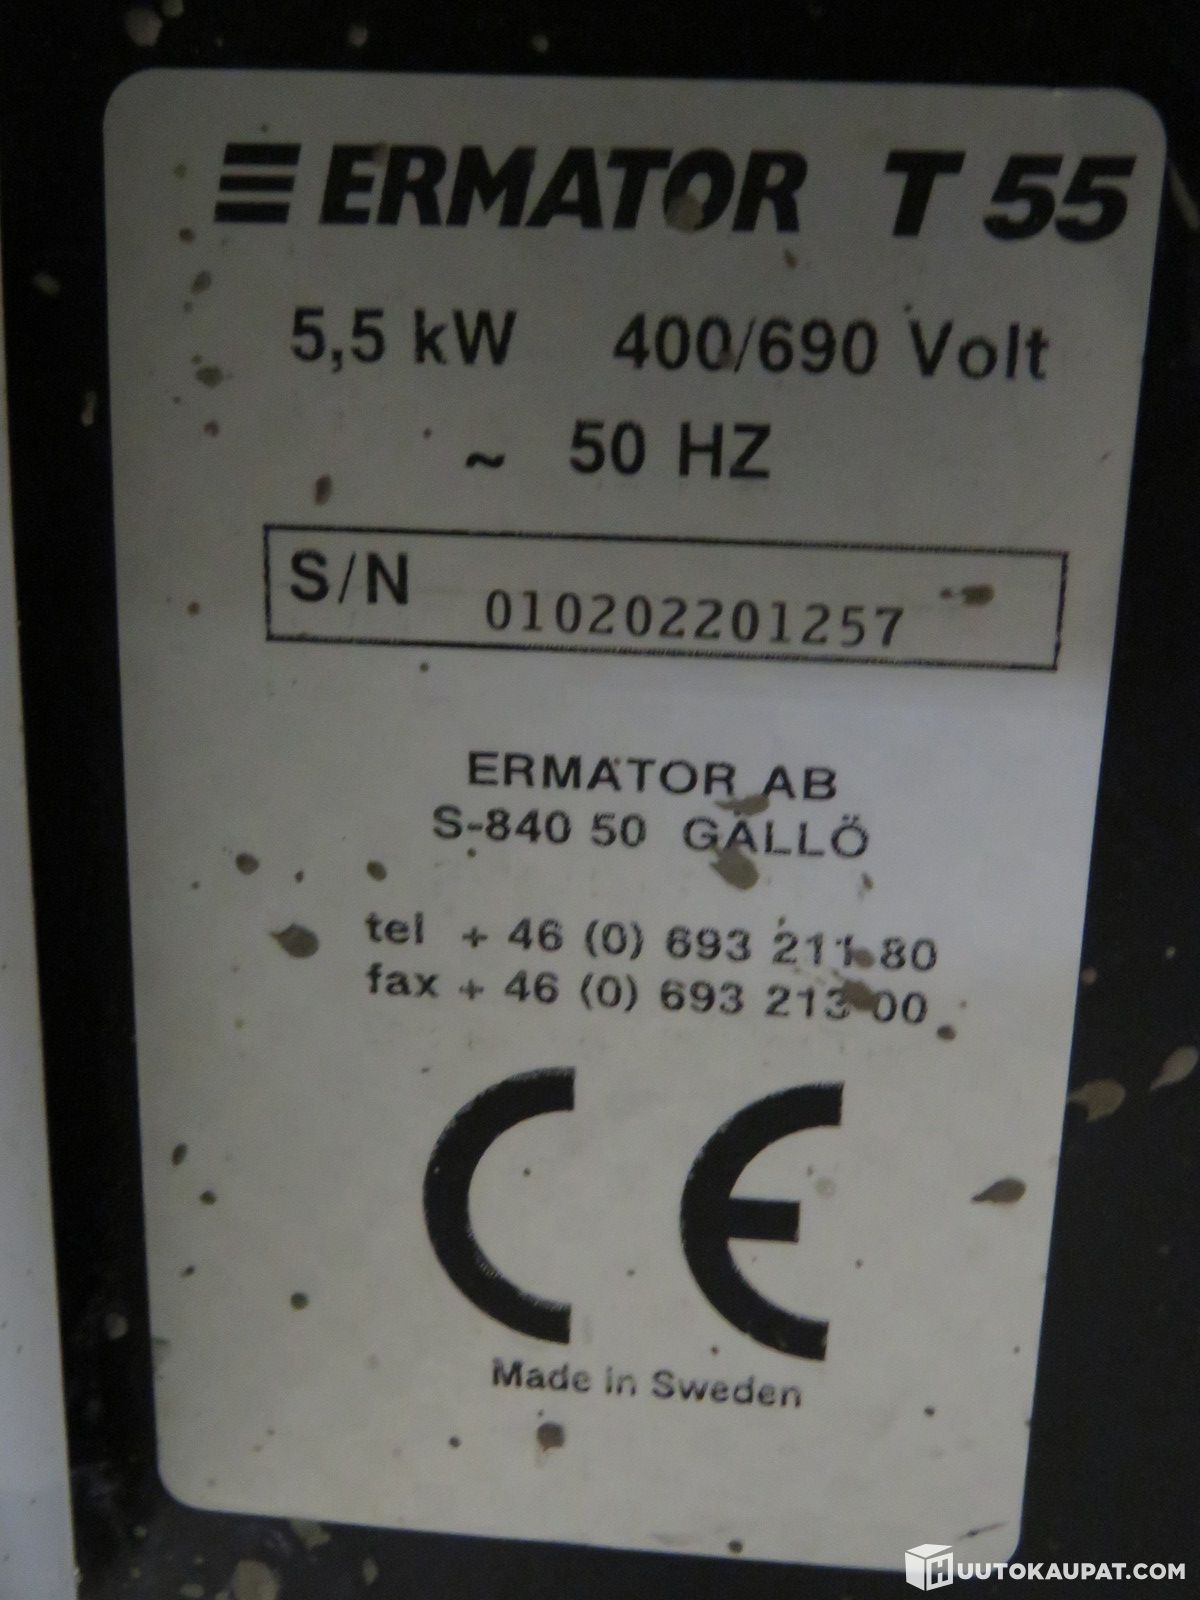 ERMATOR T 55
5,5 kW 400/690 Volt
~ 50 HZ
S/N 010202201257
ERMATOR AB
S-840 50 GÄLLÖ
tel + 46 (0) 693 211 80
fax + 46 (0) 693 213 00
CE
Made in Sweden
HUUTOKAUPAT.COM